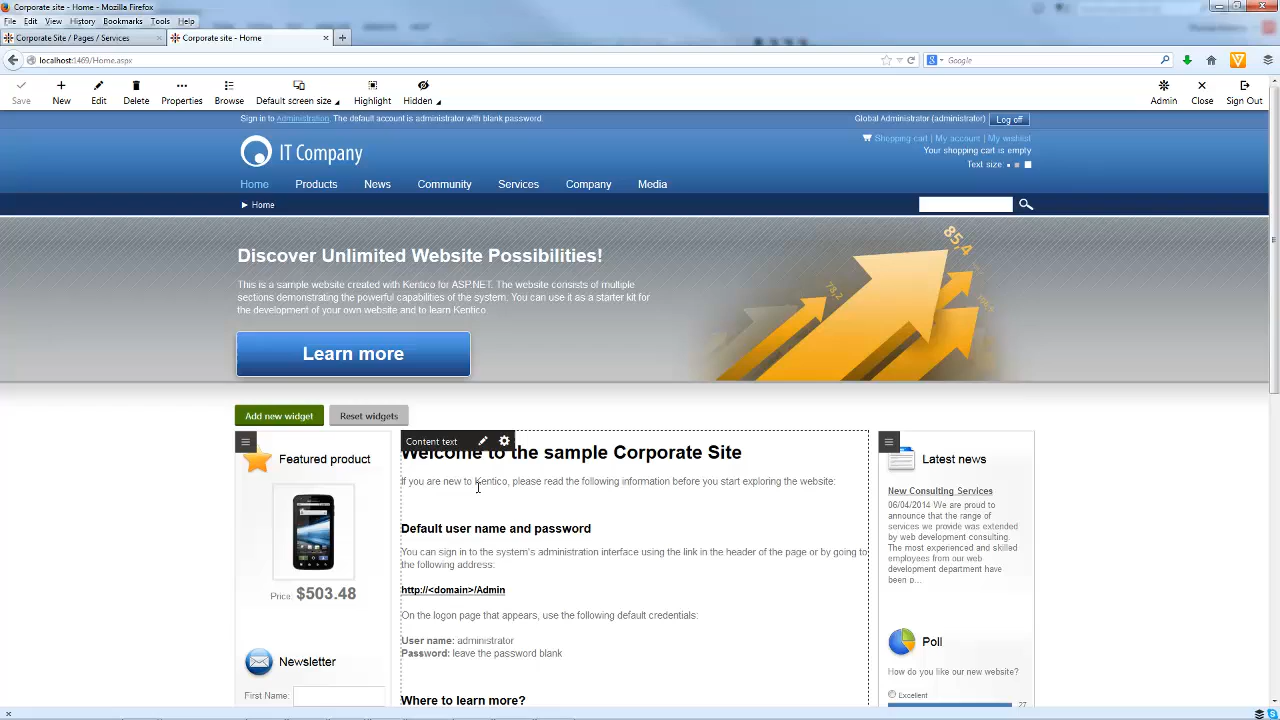 Corporate site - Home - Mozilla Firefox
File Edit View History Bookmarks Tools Help
Corporate Site / Pages / Services
Corporate site - Home
localhost:1469/Home.aspx
Google
Save New Edit Delete Properties Browse Default screen size Highlight Hidden Admin Close Sign Out
Sign in to Administration. The default account is administrator with blank password.
Global Administrator (administrator) Log off
Shopping cart | My account | My wishlist
Your shopping cart is empty
Text size
IT Company
Home Products News Community Services Company Media
Home
85,4
78,2
Discover Unlimited Website Possibilities!
This is a sample website created with Kentico for ASP.NET. The website consists of multiple
sections demonstrating the powerful capabilities of the system. You can use it as a starter kit for
the development of your own website and to learn Kentico
Learn more
Add new widget Reset widgets
Featured product
Price: $503.48
Newsletter
First Name:
Content text
Welcome to the sample Corporate Site
If you are new to Kentico, please read the following information before you start exploring the website:
Default user name and password
You can sign in to the system's administration interface using the link in the header of the page or by going to
the following address:
http://<domain>/Admin
On the logon page that appears, use the following default credentials:
User name: administrator
Password: leave the password blank
Where to learn more?
Latest news
New Consulting Services
06/04/2014 We are proud to
announce that the range of
services we provide was extended
by web development consulting.
The most experienced and skilled
employees from our web
development department have
been p...
Poll
How do you like our new website?
Excellent
27